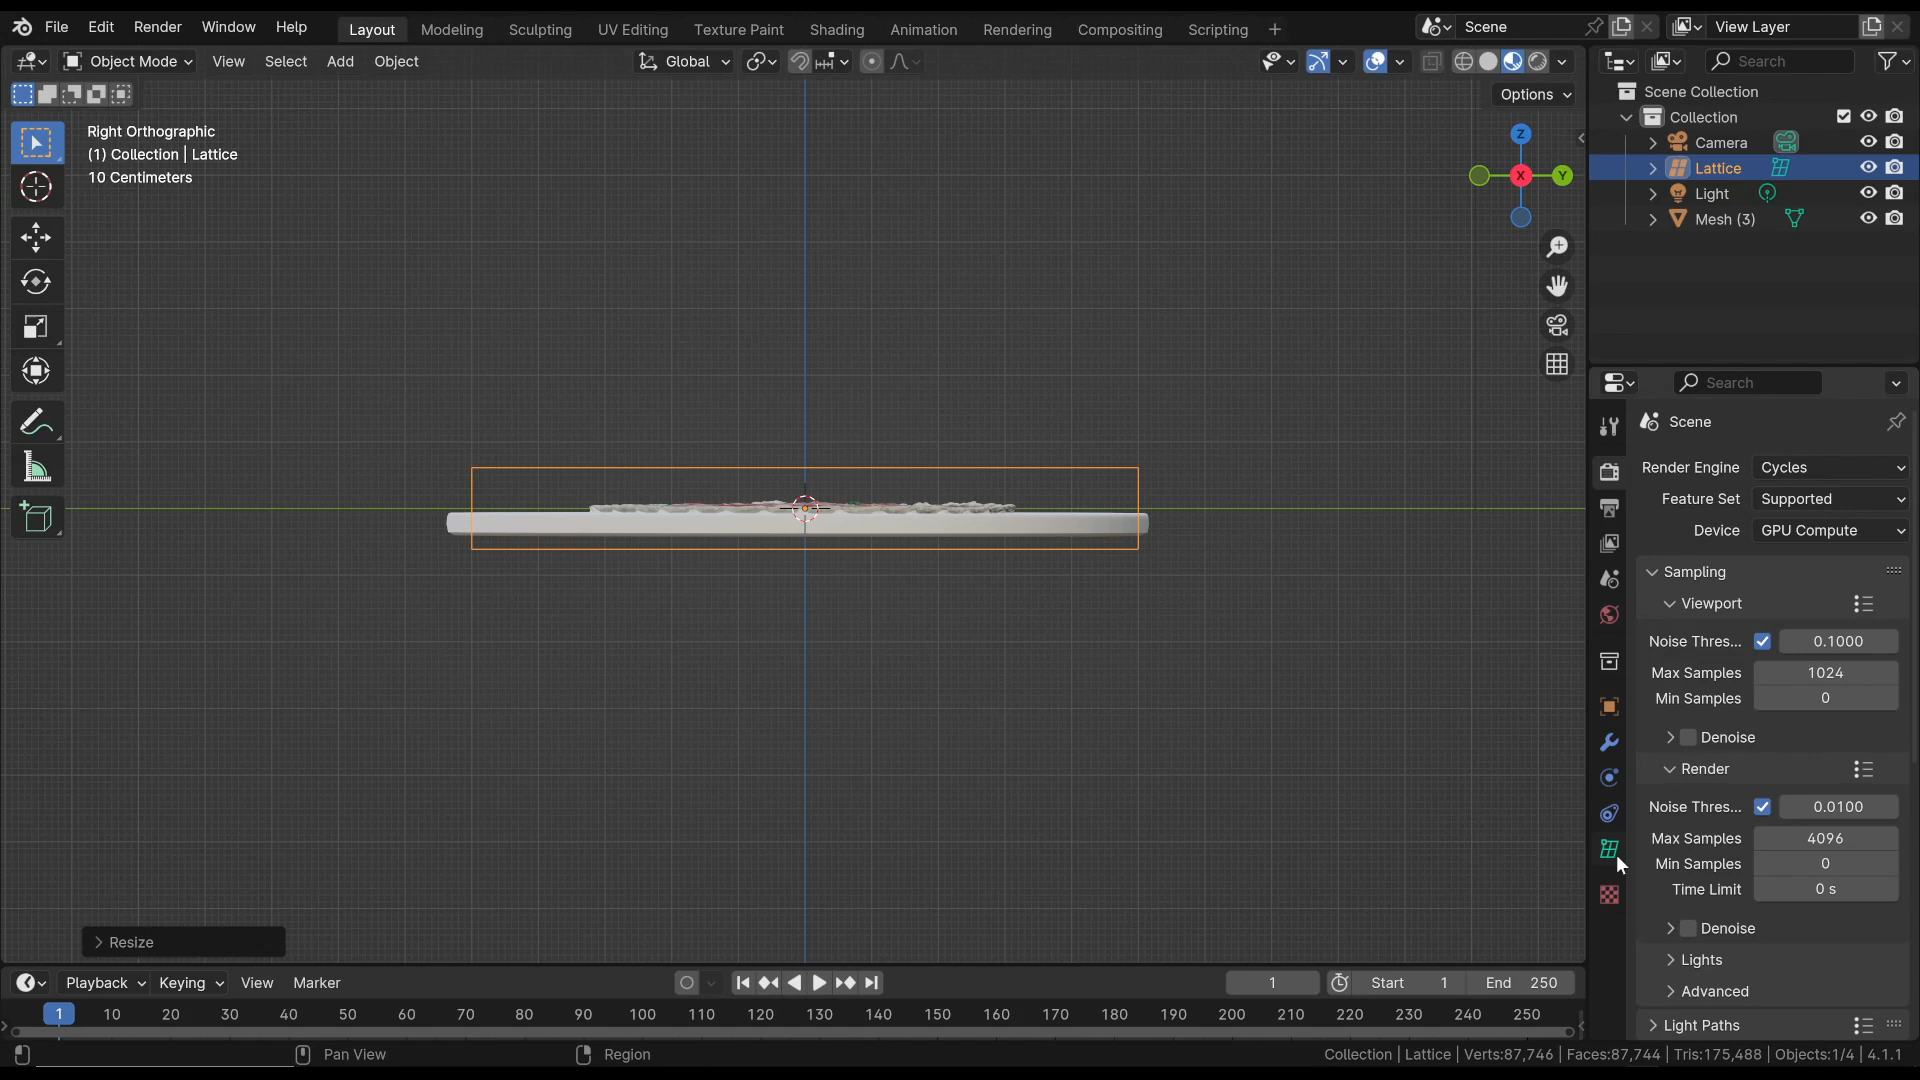 File Edit Render Window Help Layout Modeling Sculpting UV Editing Texture Paint Shading Animation Rendering Compositing Scripting + Scene View Layer
Object Mode View Select Add Object Global Search
Options
Right Orthographic
(1) Collection | Lattice
10 Centimeters
Z
X
Y
Scene Collection
Collection
Camera
Lattice
Light
Mesh (3)
Search
Scene
Render Engine Cycles
Feature Set Supported
Device GPU Compute
Sampling
Viewport
Noise Thres... 0.1000
Max Samples 1024
Min Samples 0
Denoise
Render
Noise Thres... 0.0100
Max Samples 4096
Min Samples 0
Time Limit 0 s
Denoise
Lights
Advanced
Light Paths
Resize
Playback Keying View Marker 1 Start 1 End 250
1 10 20 30 40 50 60 70 80 90 100 110 120 130 140 150 160 170 180 190 200 210 220 230 240 250
Pan View Region Collection | Lattice | Verts:87,746 | Faces:87,744 | Tris:175,488 | Objects:1/4 | 4.1.1